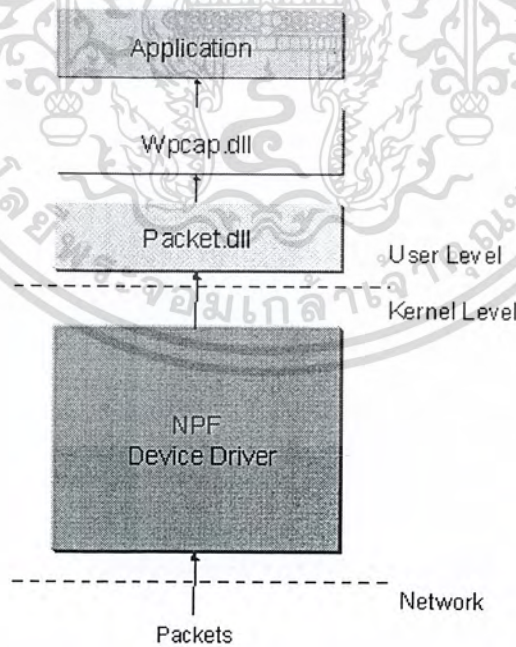 Application
Wpcap.dll
Packet.dll
User Level
Kernel Level
NPF
Device Driver
Network
Packets